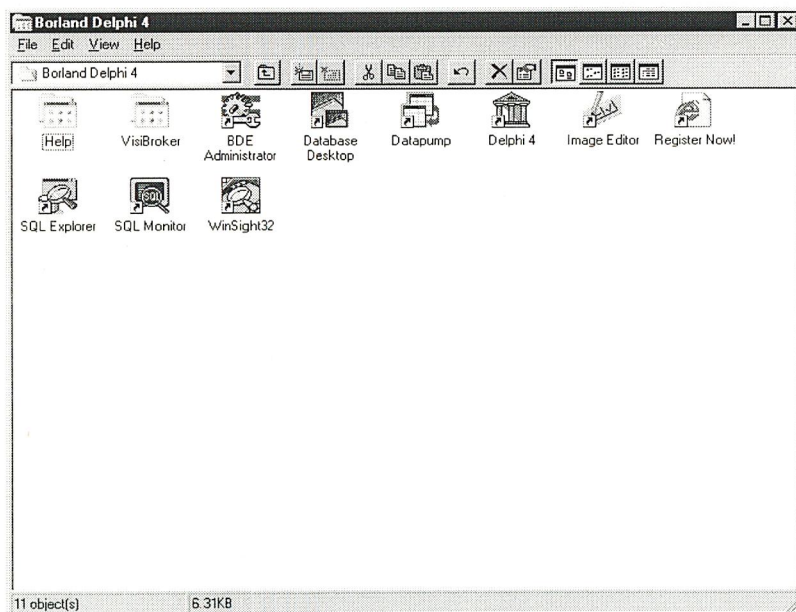 Borland Delphi 4
File Edit View Help
Borland Delphi 4
Help
VisiBroker
BDE
Administrator
Database
Desktop
Datapump
Delphi 4
Image Editor
Register Now!
SQL Explorer
SQL
SQL Monitor
WinSight32
11 object(s)
6.31KB